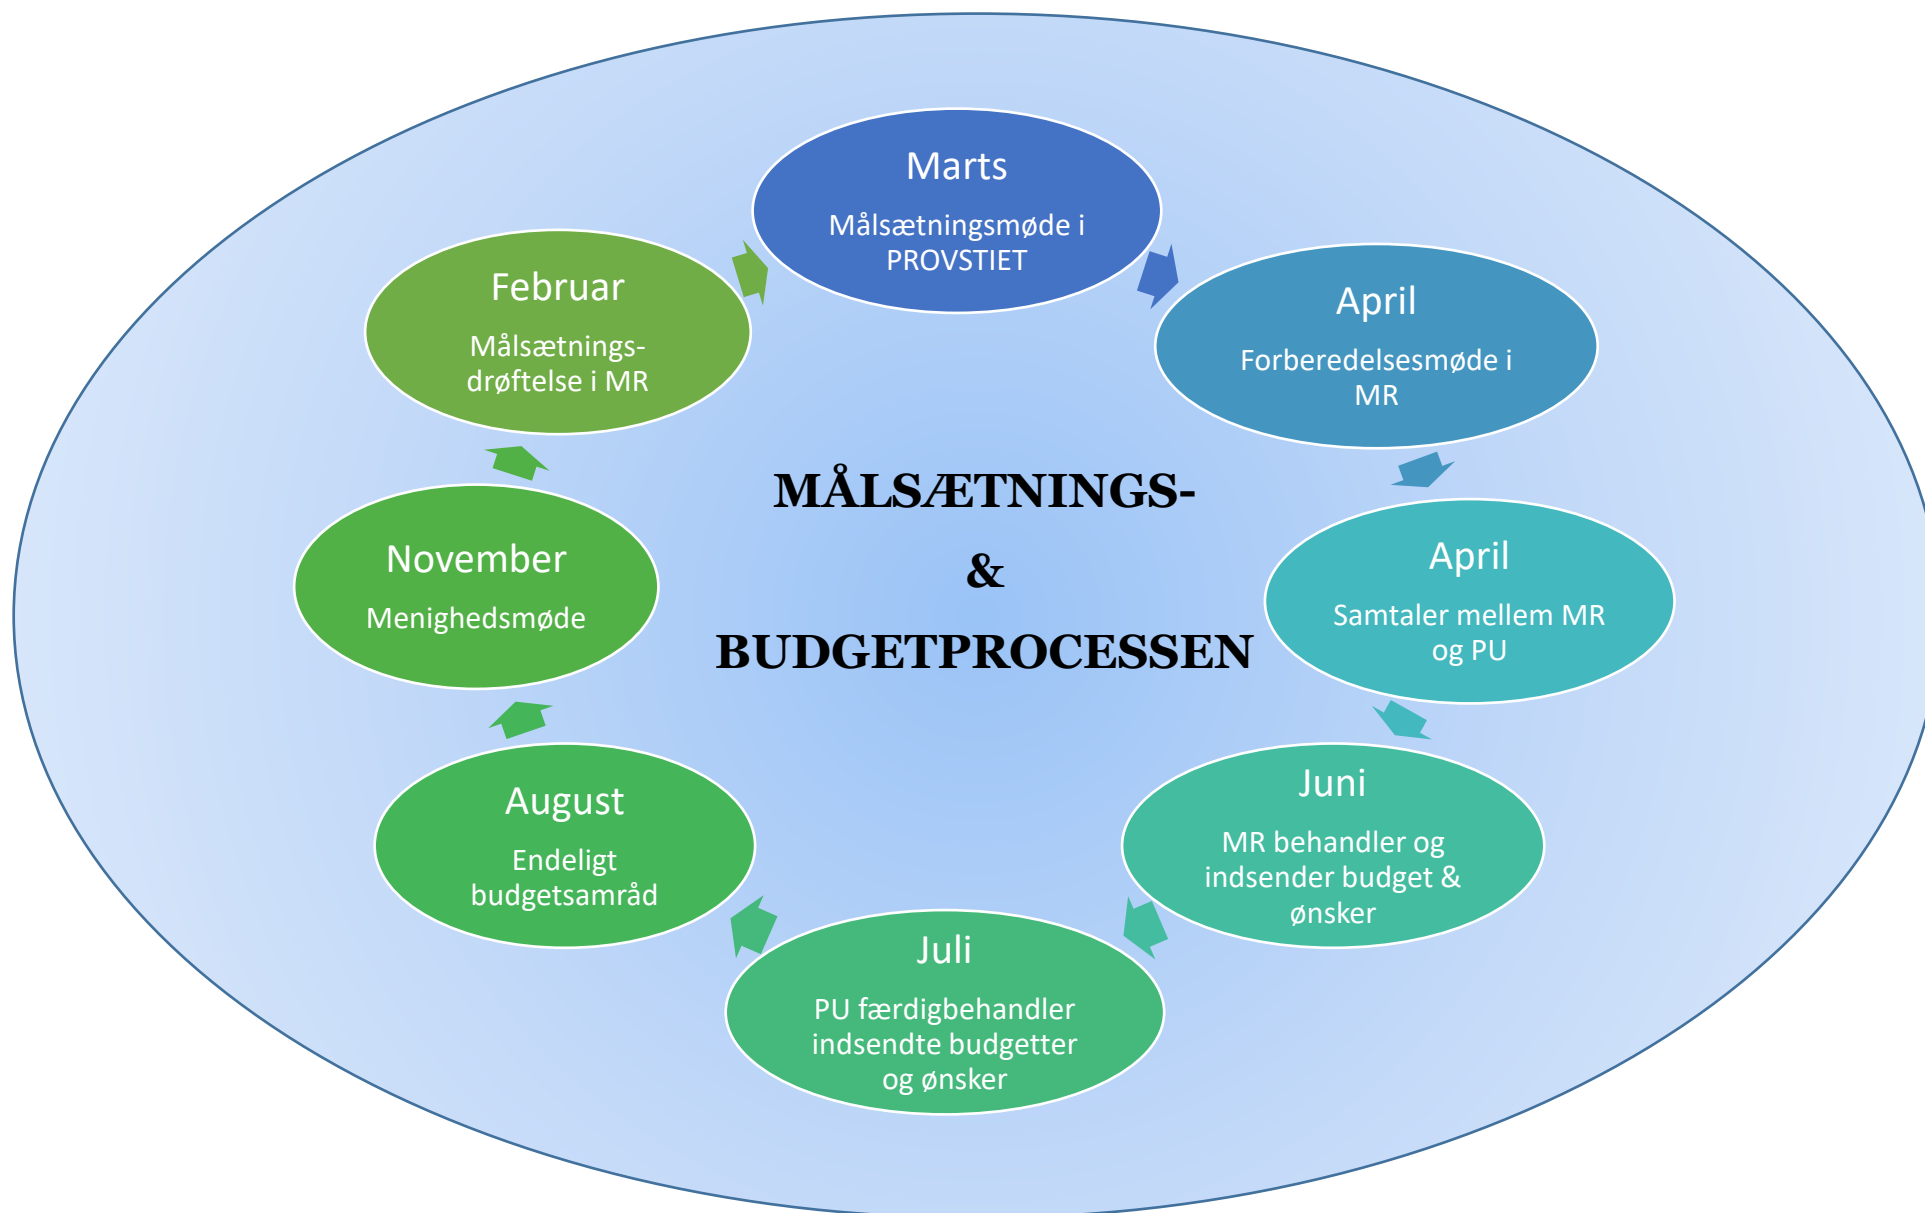 Marts
Målsætningsmøde i
PROVSTIET
April
Forberedelsesmøde i
MR
April
Samtaler mellem MR
og PU
Juni
MR behandler og
indsender budget &
ønsker
Juli
PU færdigbehandler
indsendte budgetter
og ønsker
August
Endeligt
budgetsamråd
November
Menighedsmøde
Februar
Målsætnings-
drøftelse i MR
MÅLSÆTNINGS-
&
BUDGETPROCESSEN